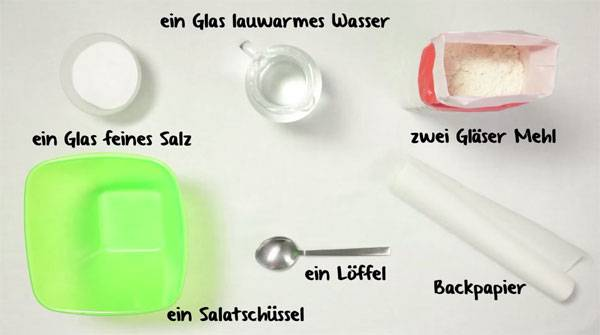 ein Glas lauwarmes Wasser
ein Glas feines Salz
zwei Gläser Mehl
ein Löffel
Backpapier
ein Salatschüssel